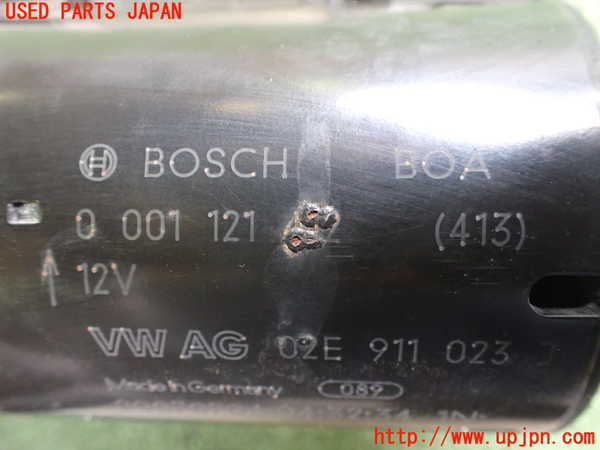 USED PARTS JAPAN
BOSCH BOA
0 001 121 (413)
12V
VW AG 02E 911 023 J
Made in Germany 089
http://www.upjpn.com/